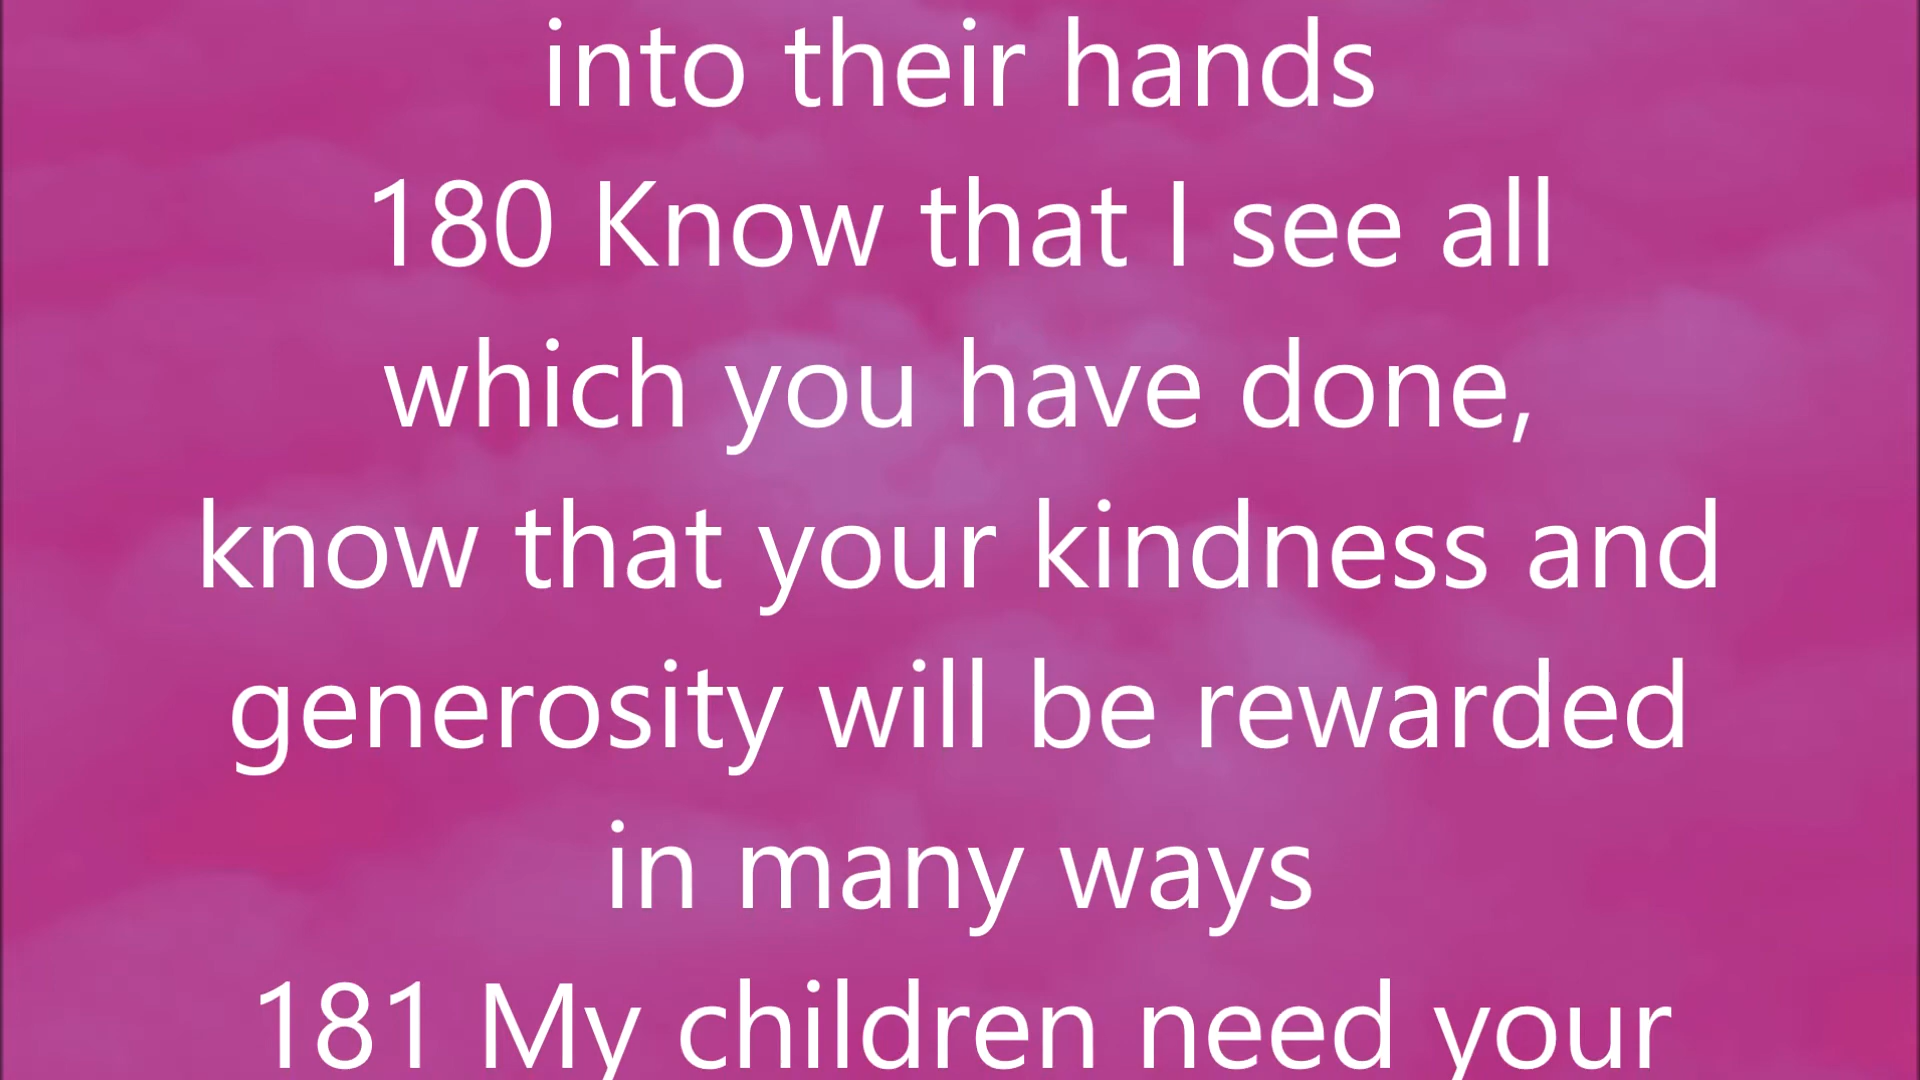 into their hands
180 Know that I see all
which you have done,
know that your kindness and
generosity will be rewarded
in many ways
181 My children need your